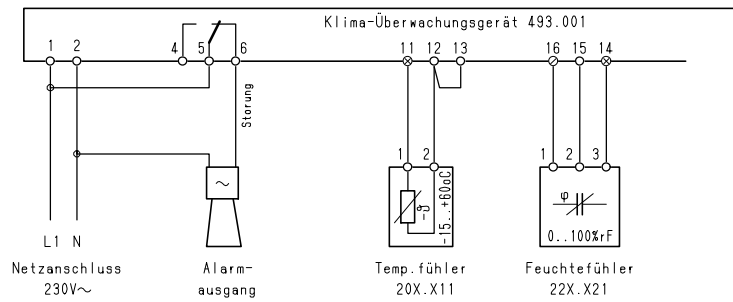 Klima-Überwachungsgerät 493.001
1 2 4 5 6 11 12 13 16 15 14
Storung
1 2 1 2 3
~ -ϑ -15..+60oC φ
0..100%rF
L1 N
Netzanschluss Alarm- Temp.fühler Feuchtefühler
230V~ ausgang 20X.X11 22X.X21